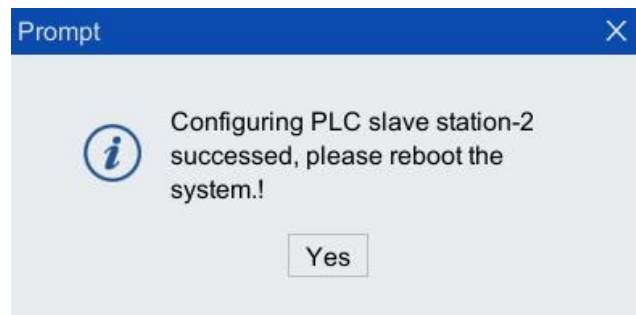 Prompt
Configuring PLC slave station-2
successed, please reboot the
system.!
Yes